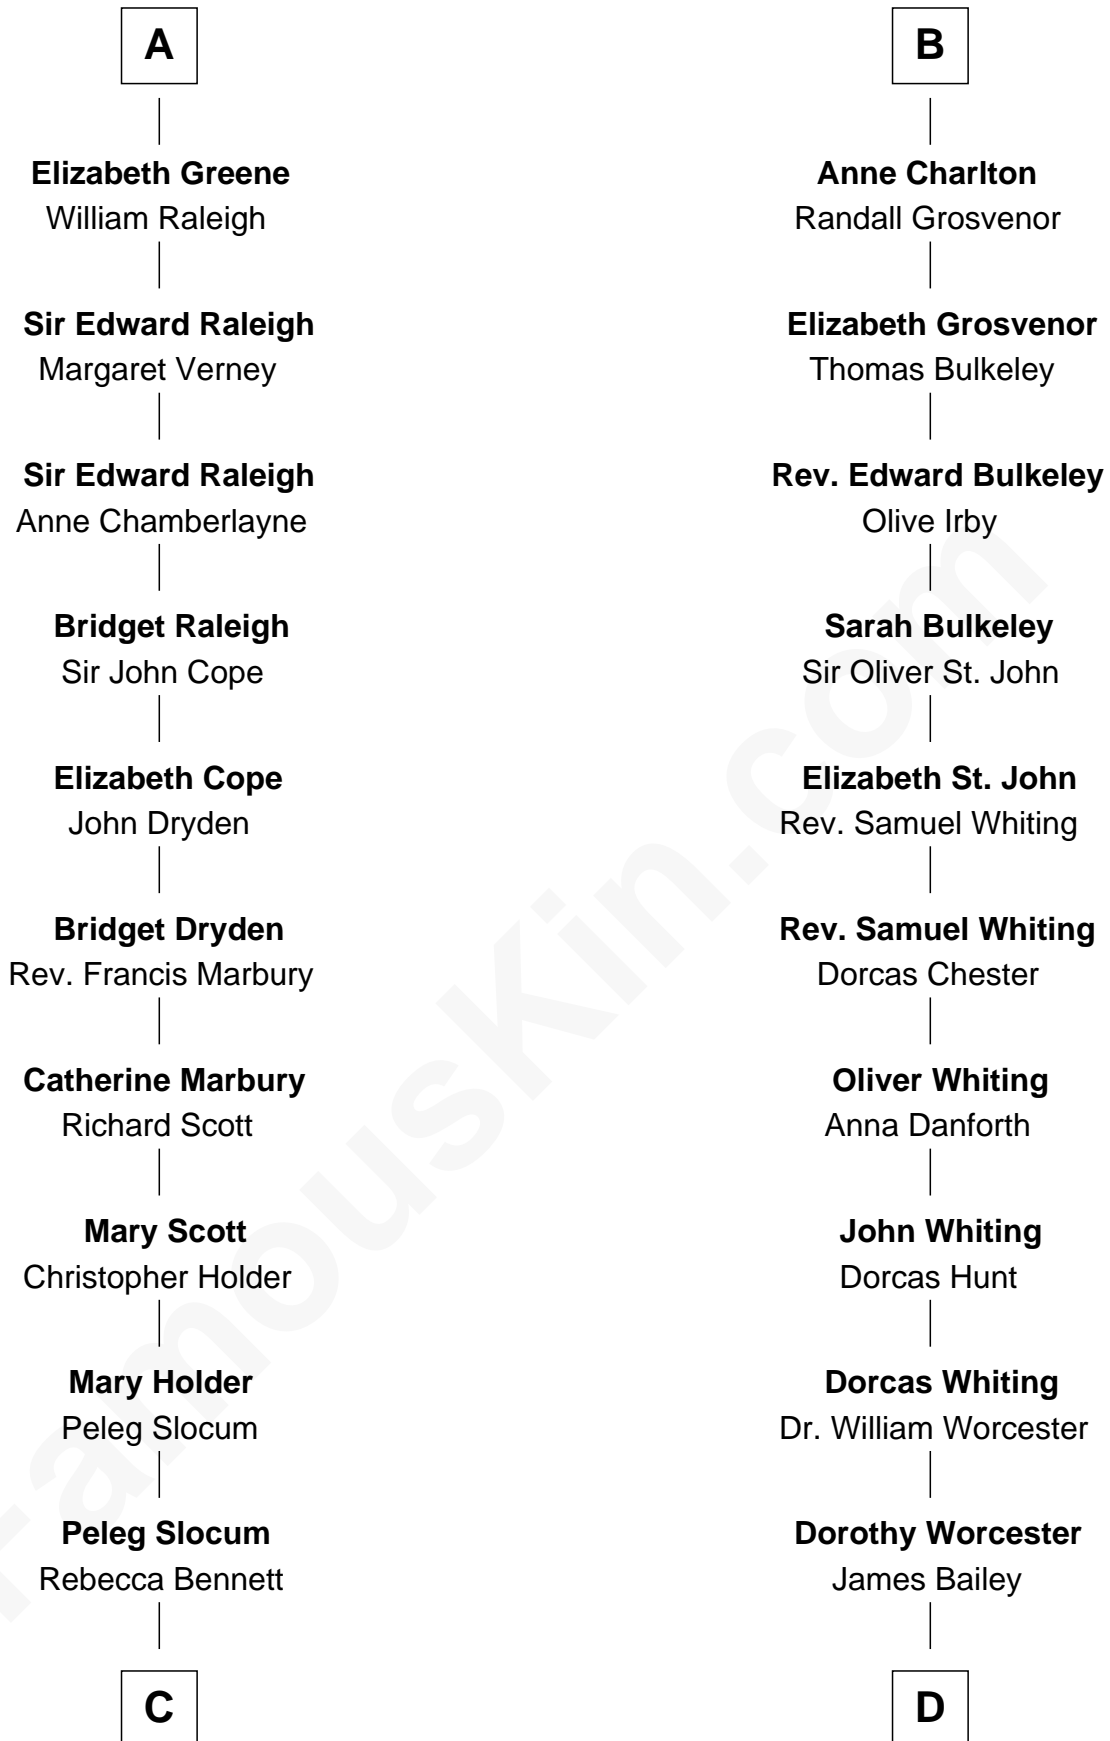 A
Elizabeth Greene
William Raleigh
Sir Edward Raleigh
Margaret Verney
Sir Edward Raleigh
Anne Chamberlayne
Bridget Raleigh
Sir John Cope
Elizabeth Cope
John Dryden
Bridget Dryden
Rev. Francis Marbury
Catherine Marbury
Richard Scott
Mary Scott
Christopher Holder
Mary Holder
Peleg Slocum
Peleg Slocum
Rebecca Bennett
C
B
Anne Charlton
Randall Grosvenor
Elizabeth Grosvenor
Thomas Bulkeley
Rev. Edward Bulkeley
Olive Irby
Sarah Bulkeley
Sir Oliver St. John
Elizabeth St. John
Rev. Samuel Whiting
Rev. Samuel Whiting
Dorcas Chester
Oliver Whiting
Anna Danforth
John Whiting
Dorcas Hunt
Dorcas Whiting
Dr. William Worcester
Dorothy Worcester
James Bailey
D
FamousKin.com